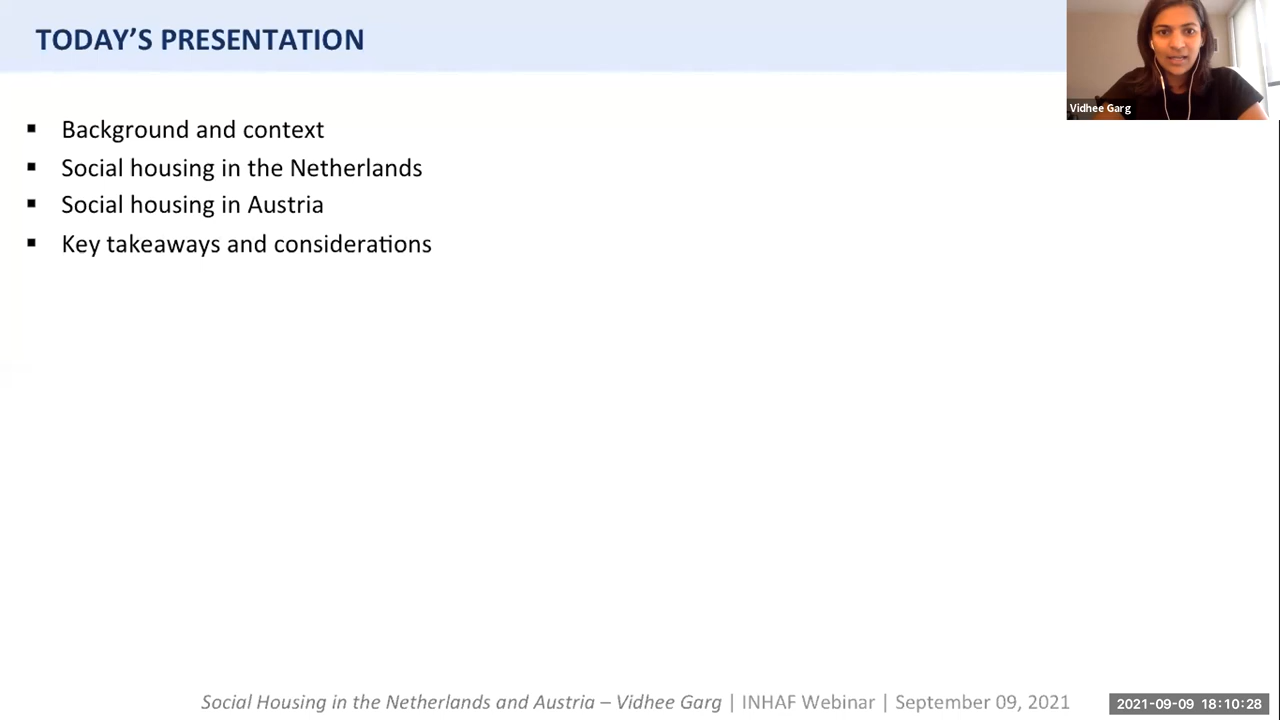 TODAY’S PRESENTATION
Vidhee Garg
▪ Background and context
▪ Social housing in the Netherlands
▪ Social housing in Austria
▪ Key takeaways and considerations
Social Housing in the Netherlands and Austria – Vidhee Garg | INHAF Webinar | September 09, 2021
2021-09-09 18:10:28